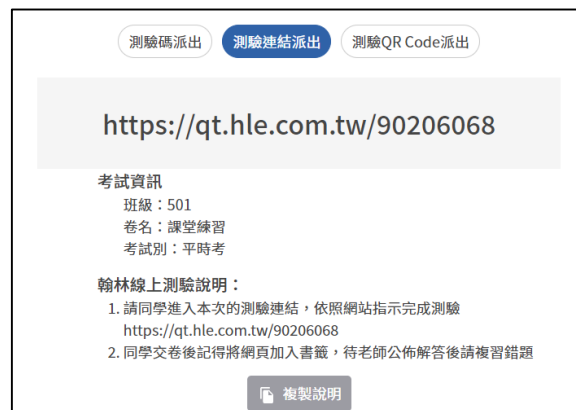 測驗碼派出
測驗連結派出
測驗QR Code派出
https://qt.hle.com.tw/90206068
考試資訊
班級：501
卷名：課堂練習
考試別：平時考
翰林線上測驗說明：
1. 請同學進入本次的測驗連結，依照網站指示完成測驗
https://qt.hle.com.tw/90206068
2. 同學交卷後記得將網頁加入書籤，待老師公佈解答後請複習錯題
複製說明